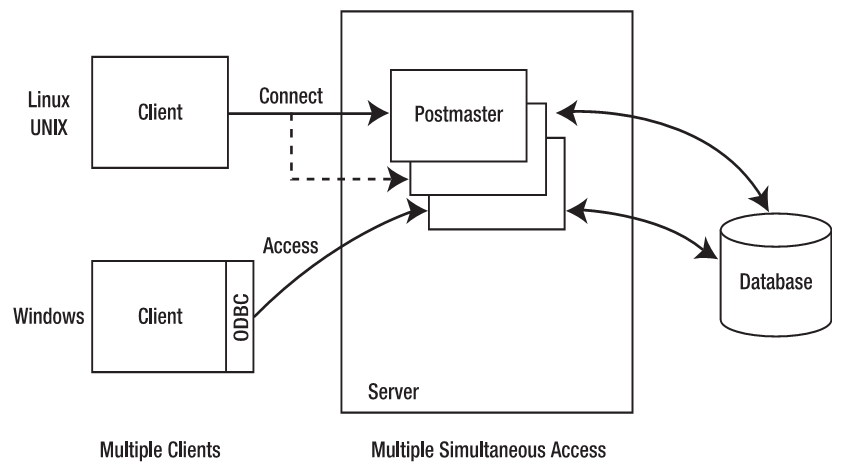 Linux
UNIX
Client
Connect
Postmaster
Access
Windows
Client
ODBC
Database
Server
Multiple Clients
Multiple Simultaneous Access